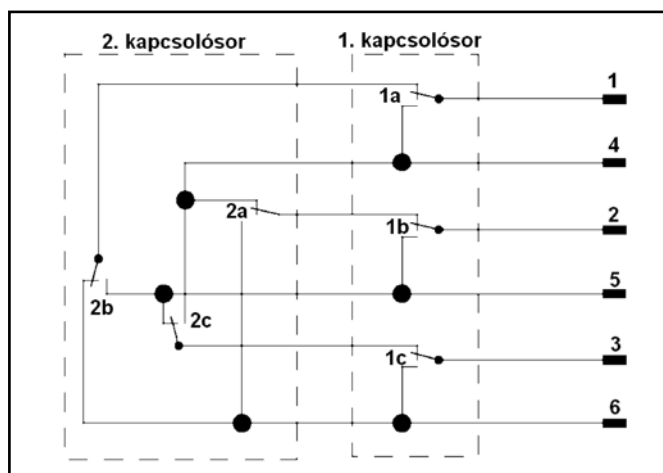 2. kapcsolósor
1. kapcsolósor
1
1a
4
2a
1b
2
2b
2c
5
1c
3
6